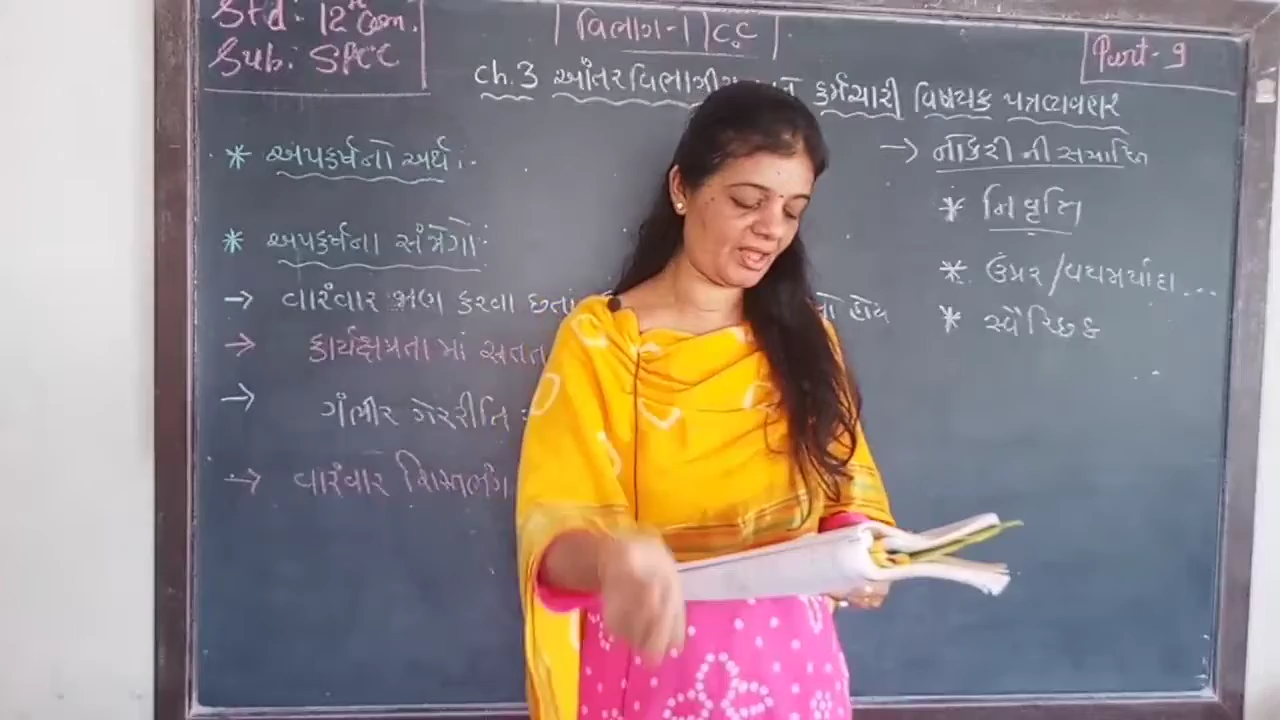 Std: 12th Com.
Sub: SPCC
વિભાગ-1 C.C
Part-9
ch.3 આંતરવિભાગીય કર્મચારી વિષયક પત્રવ્યવહાર
* અપકર્ષનો અર્થ :-
* અપકર્ષના સંજોગો :-
→ વારંવાર જાણ કરવા છતાં હોય
→ કાર્યક્ષમતા માં સતત
→ ગંભીર ગેરરીતિ :
→ વારંવાર શિસ્તભંગ
→ નોકરી ની સમાપ્તિ
* નિવૃત્તિ
* ઉંમર/વયમર્યાદા ...
* સ્વૈચ્છિક